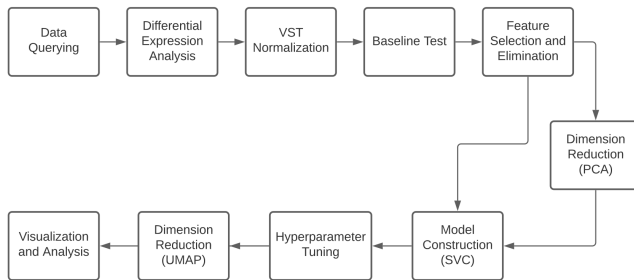 Data
Querying
Differential
Expression
Analysis
VST
Normalization
Baseline Test
Feature
Selection and
Elimination
Dimension
Reduction
(PCA)
Visualization
and Analysis
Dimension
Reduction
(UMAP)
Hyperparameter
Tuning
Model
Construction
(SVC)